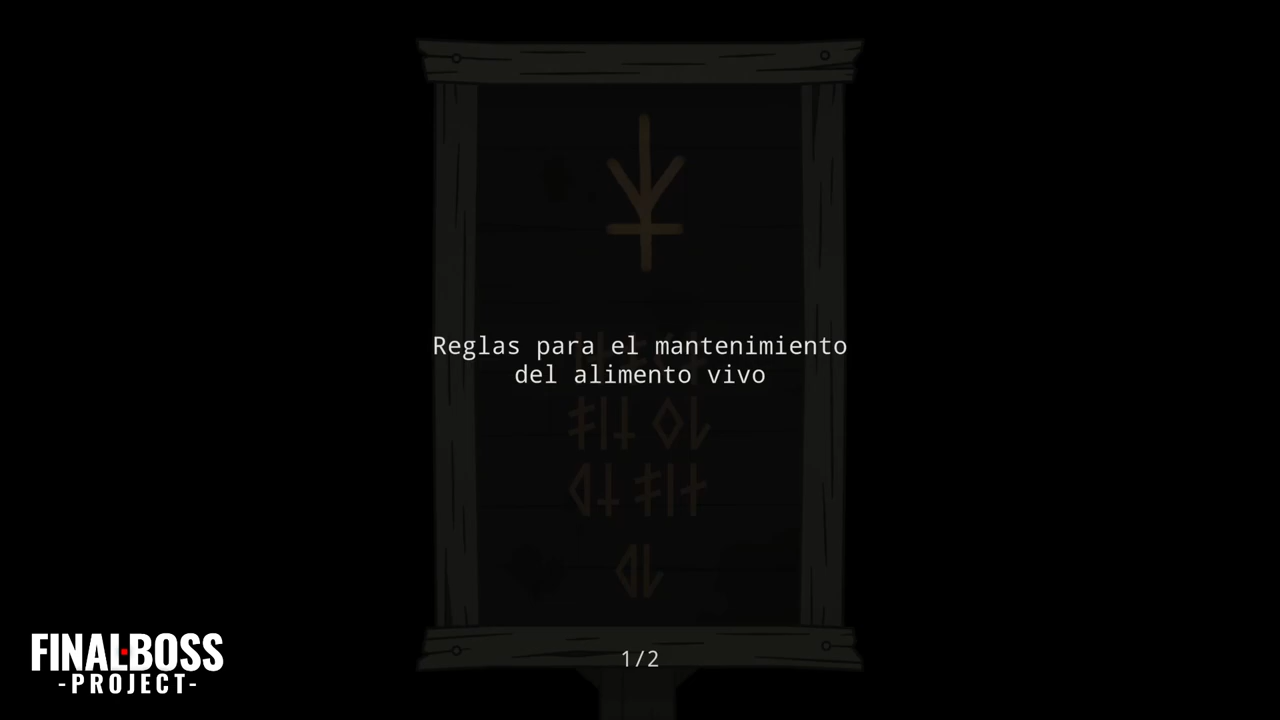 Reglas para el mantenimiento
del alimento vivo
1/2
FINALBOSS
-PROJECT-